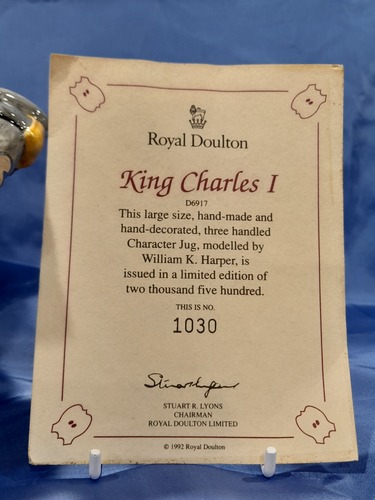 Royal Doulton
King Charles I
D6917
This large size, hand-made and
hand-decorated, three handled
Character Jug, modelled by
William K. Harper, is
issued in a limited edition of
two thousand five hundred.
THIS IS NO.
1030
Stuart Lyons
STUART R. LYONS
CHAIRMAN
ROYAL DOULTON LIMITED
© 1992 Royal Doulton